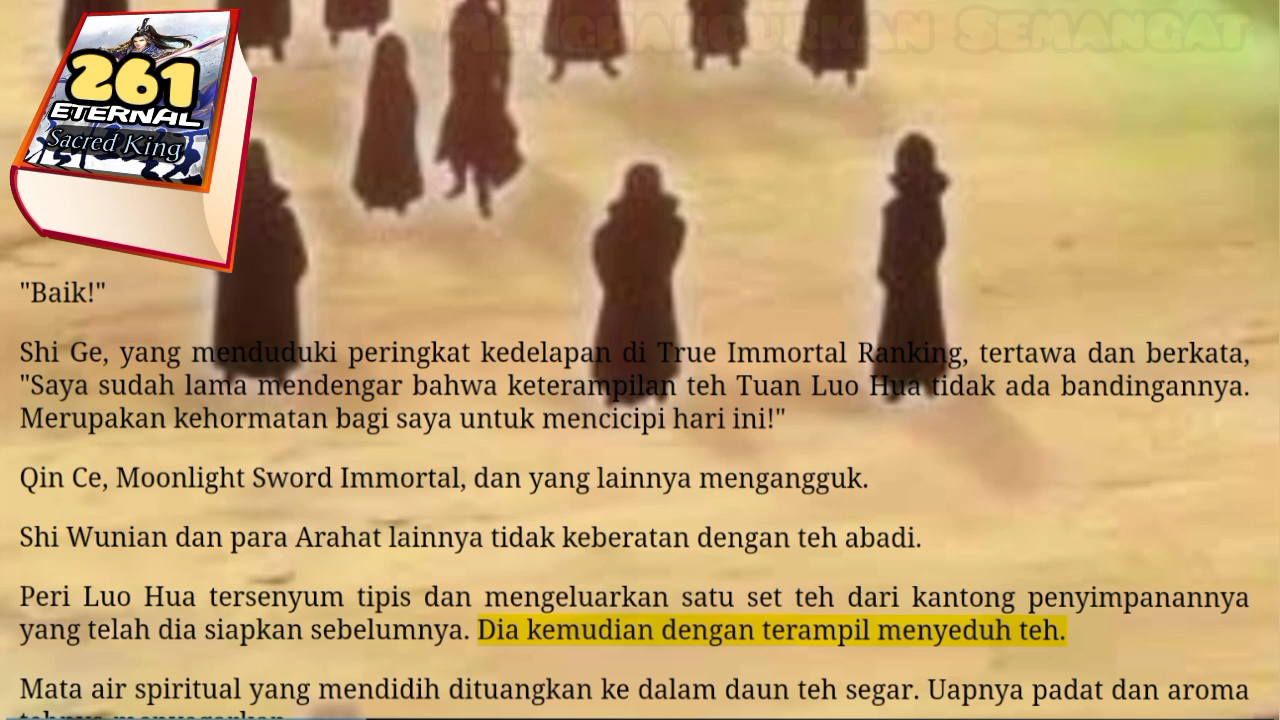 MENGHANCURKAN SEMANGAT
261
ETERNAL
Sacred King
"Baik!"
Shi Ge, yang menduduki peringkat kedelapan di True Immortal Ranking, tertawa dan berkata,
"Saya sudah lama mendengar bahwa keterampilan teh Tuan Luo Hua tidak ada bandingannya.
Merupakan kehormatan bagi saya untuk mencicipi hari ini!"
Qin Ce, Moonlight Sword Immortal, dan yang lainnya mengangguk.
Shi Wunian dan para Arahat lainnya tidak keberatan dengan teh abadi.
Peri Luo Hua tersenyum tipis dan mengeluarkan satu set teh dari kantong penyimpanannya
yang telah dia siapkan sebelumnya. Dia kemudian dengan terampil menyeduh teh.
Mata air spiritual yang mendidih dituangkan ke dalam daun teh segar. Uapnya padat dan aroma